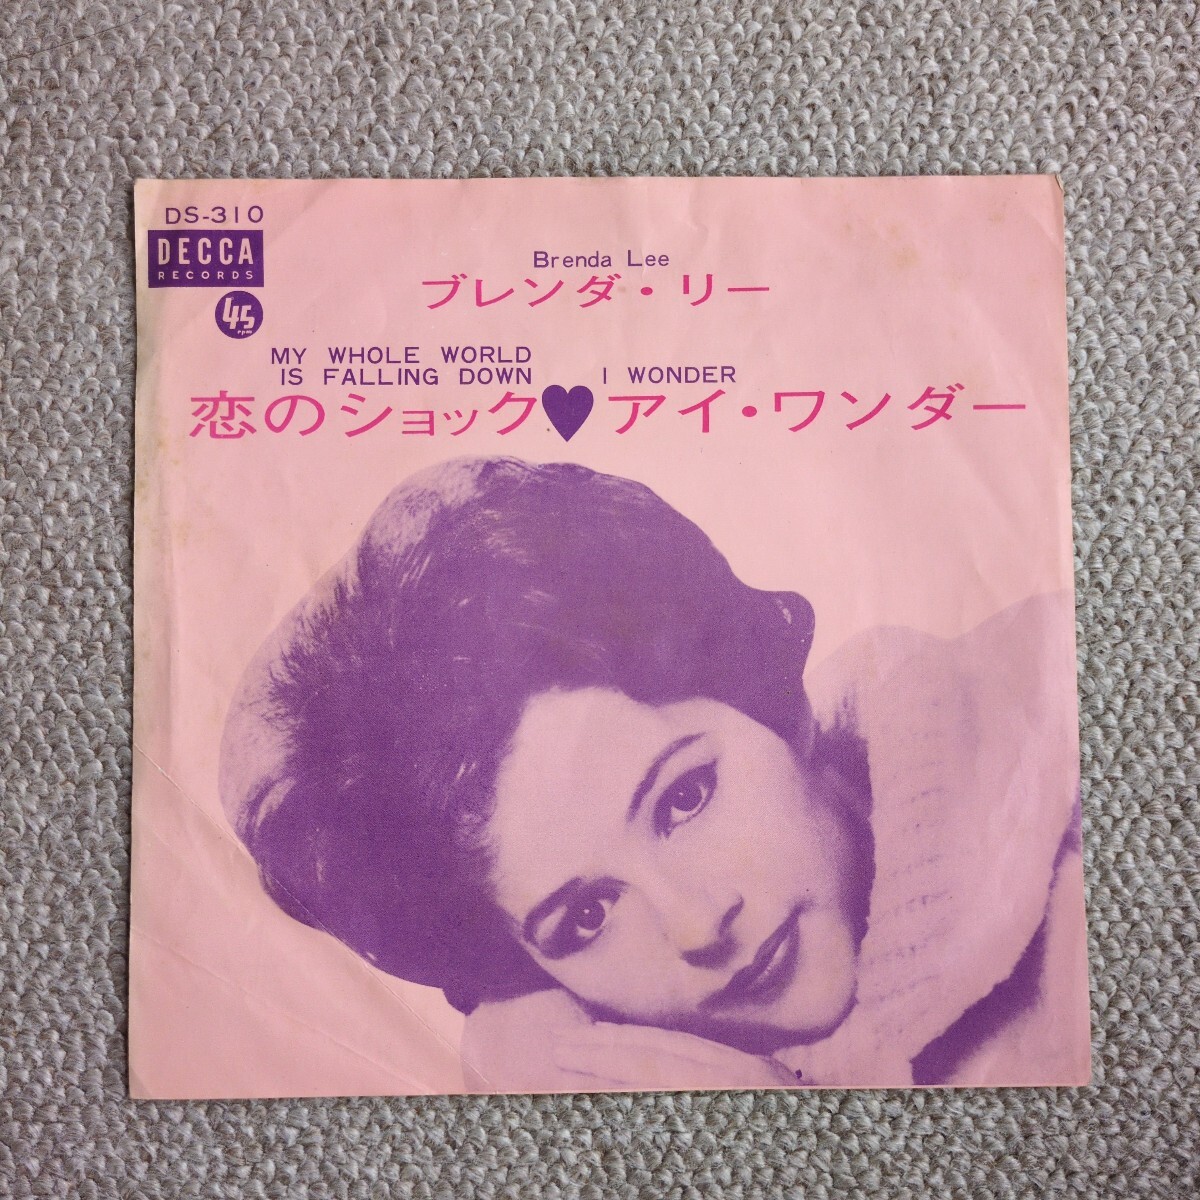 DS-310
DECCA
RECORDS
45
rpm
Brenda Lee
ブレンダ・リー
MY WHOLE WORLD
IS FALLING DOWN
I WONDER
恋のショック♥アイ・ワンダー